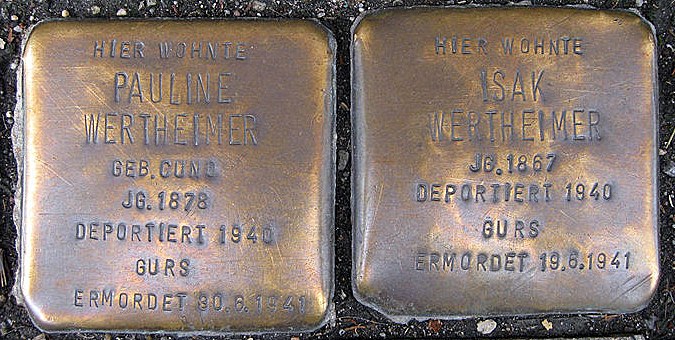 HIER WOHNTE
PAULINE
WERTHEIMER
GEB. CUNO
JG. 1878
DEPORTIERT 1940
GURS
ERMORDET 30.6.1941
HIER WOHNTE
ISAK
WERTHEIMER
JG. 1867
DEPORTIERT 1940
GURS
ERMORDET 19.6.1941